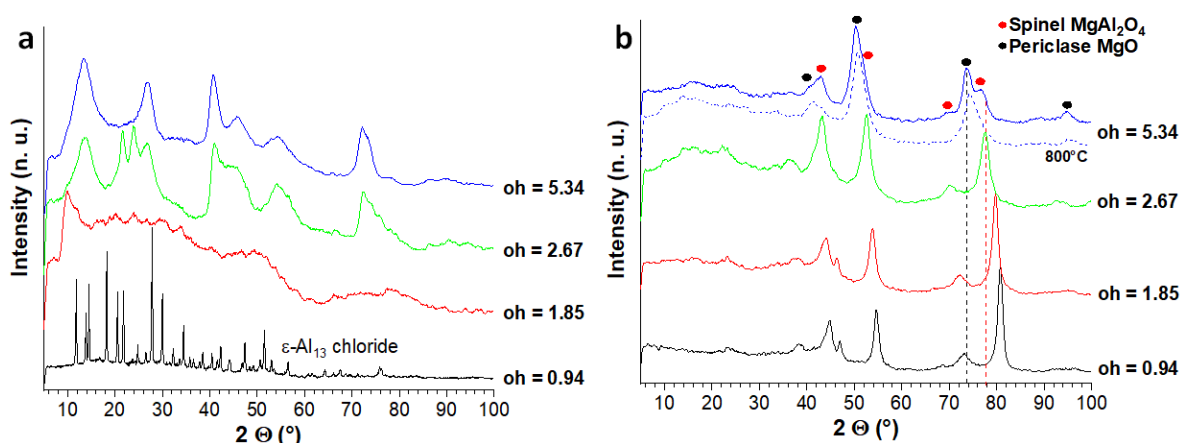 a
Intensity (n. u.)
oh = 5.34
oh = 2.67
oh = 1.85
ε-Al₁₃ chloride
oh = 0.94
10 20 30 40 50 60 70 80 90 100
2 Θ (°)
b
Spinel MgAl₂O₄
Periclase MgO
Intensity (n. u.)
oh = 5.34
800°C
oh = 2.67
oh = 1.85
oh = 0.94
10 20 30 40 50 60 70 80 90 100
2 Θ (°)